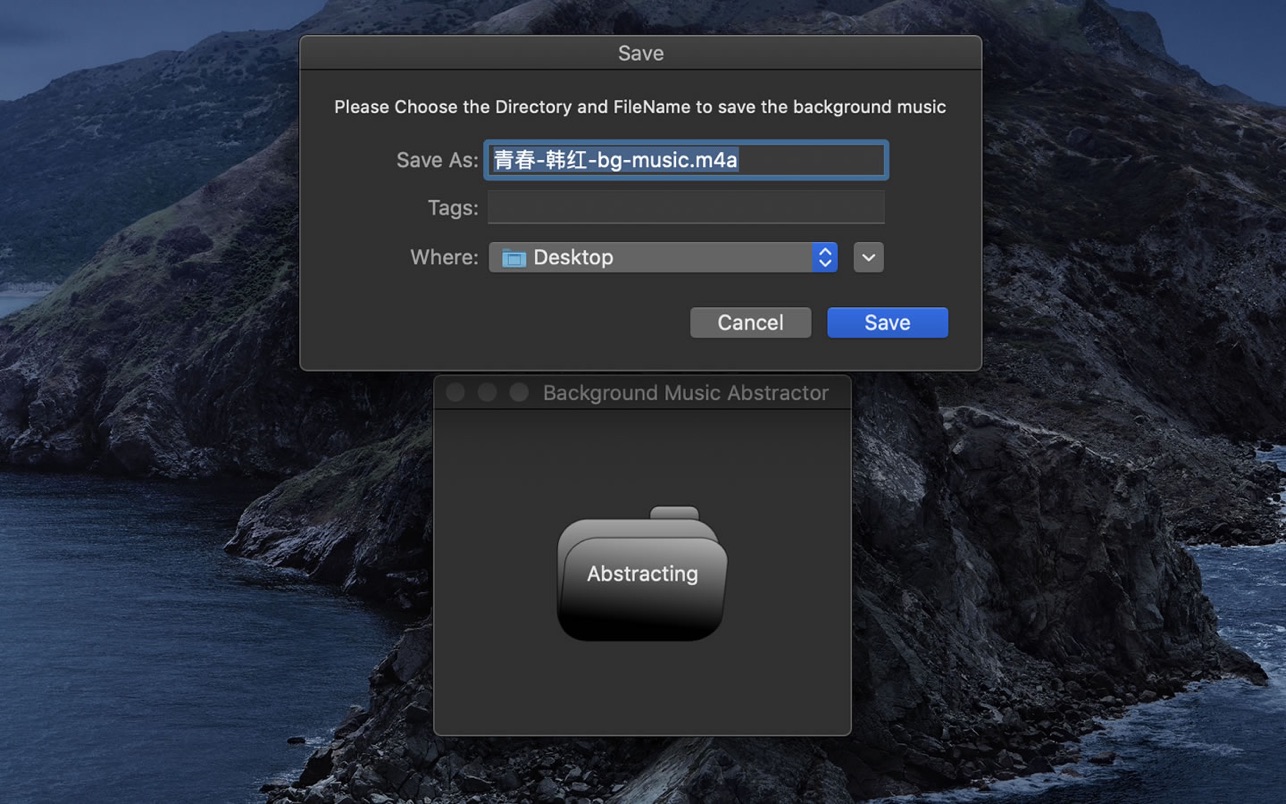 Save
Please Choose the Directory and FileName to save the background music
Save As: 青春-韩红-bg-music.m4a
Tags:
Where: Desktop
Cancel Save
Background Music Abstractor
Abstracting